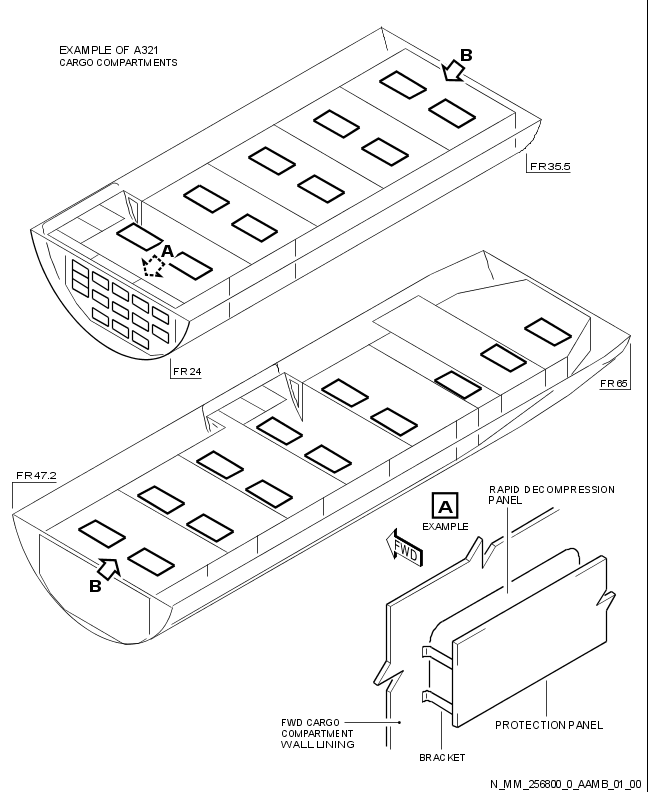 EXAMPLE OF A321
CARGO COMPARTMENTS
B
FR35.5
A
FR24
FR65
FR47.2
B
RAPID DECOMPRESSION
PANEL
A
EXAMPLE
FWD
FWD CARGO
COMPARTMENT
WALL LINING
PROTECTION PANEL
BRACKET
N_MM_256800_0_AAMB_01_00